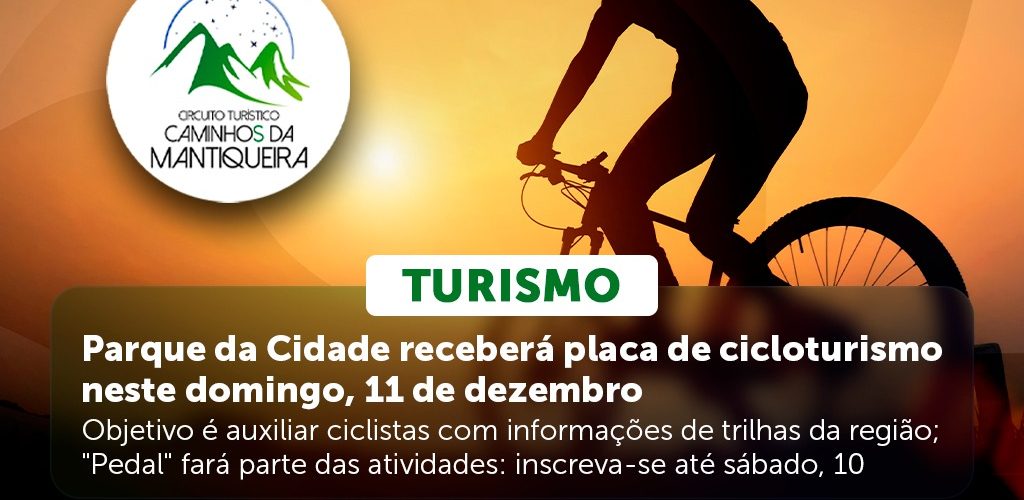 CIRCUITO TURÍSTICO
CAMINHOS DA
MANTIQUEIRA
TURISMO
Parque da Cidade receberá placa de cicloturismo
neste domingo, 11 de dezembro
Objetivo é auxiliar ciclistas com informações de trilhas da região;
"Pedal" fará parte das atividades: inscreva-se até sábado, 10